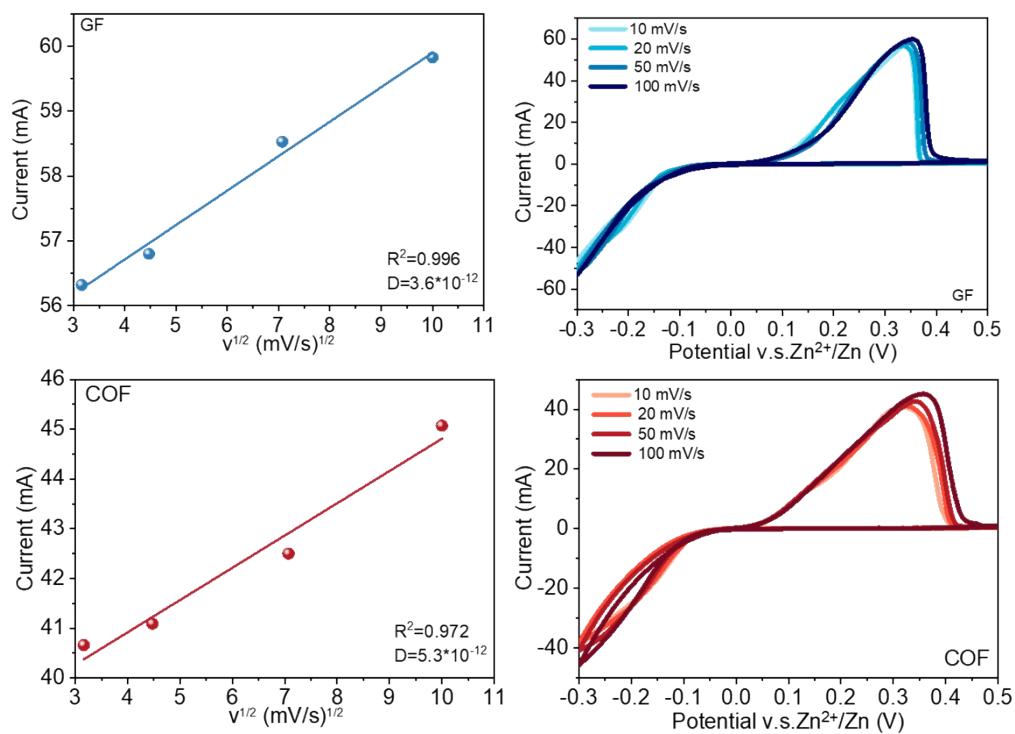 GF
60
59
58
57
56
Current (mA)
R²=0.996
D=3.6*10⁻¹²
3 4 5 6 7 8 9 10 11
v¹/² (mV/s)¹/²
10 mV/s
20 mV/s
50 mV/s
100 mV/s
60
40
20
0
-20
-40
-60
Current (mA)
GF
-0.3 -0.2 -0.1 0.0 0.1 0.2 0.3 0.4 0.5
Potential v.s.Zn²⁺/Zn (V)
COF
46
45
44
43
42
41
40
Current (mA)
R²=0.972
D=5.3*10⁻¹²
3 4 5 6 7 8 9 10 11
v¹/² (mV/s)¹/²
10 mV/s
20 mV/s
50 mV/s
100 mV/s
40
20
0
-20
-40
Current (mA)
COF
-0.3 -0.2 -0.1 0.0 0.1 0.2 0.3 0.4 0.5
Potential v.s.Zn²⁺/Zn (V)